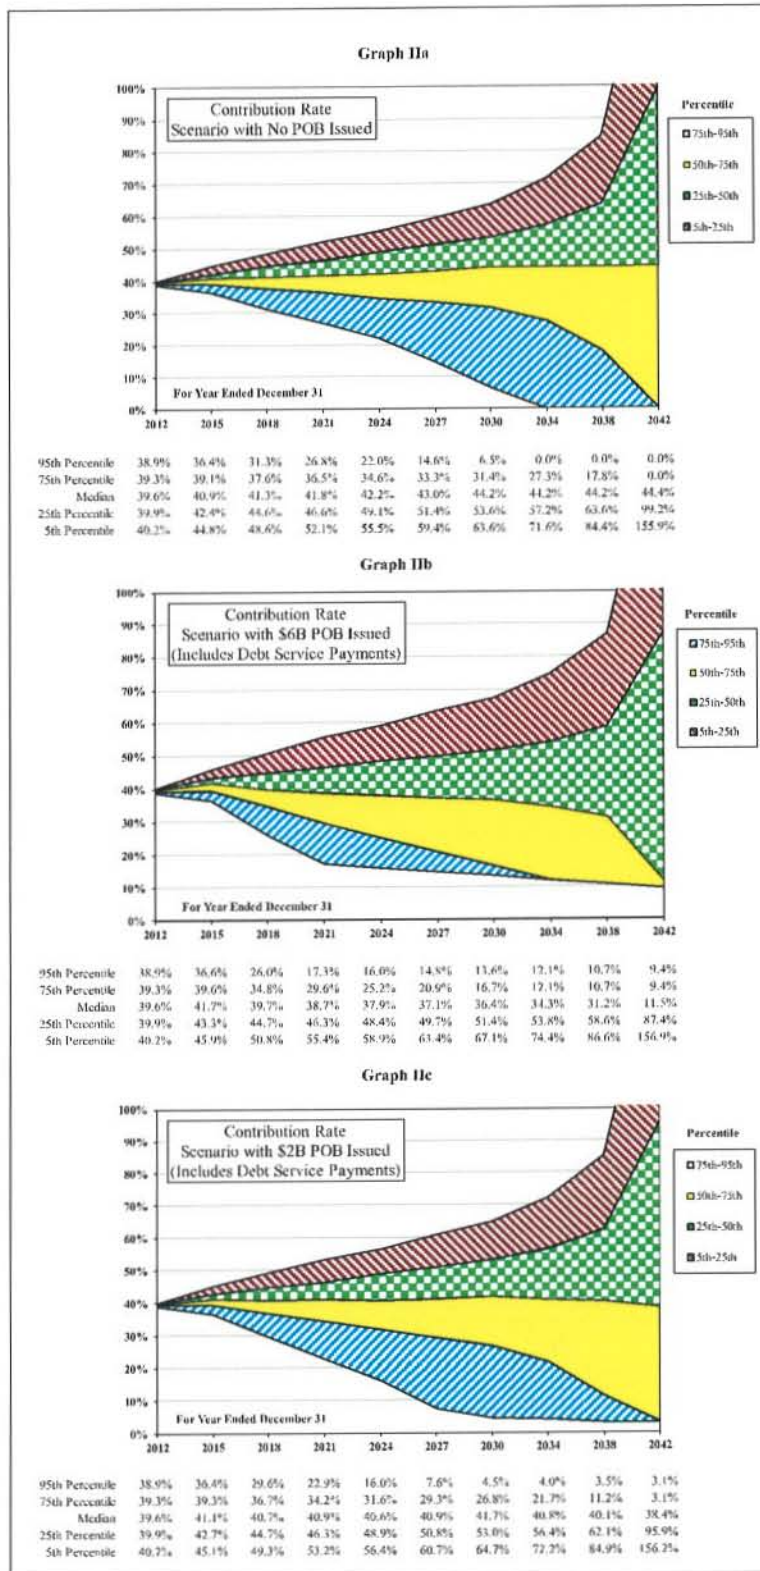 Graph IIa
100%
90%
80%
70%
60%
50%
40%
30%
20%
10%
0%
Contribution Rate
Scenario with No POB Issued
For Year Ended December 31
2012 2015 2018 2021 2024 2027 2030 2034 2038 2042
Percentile
75th-95th
50th-75th
25th-50th
5th-25th
95th Percentile 38.9% 36.4% 31.3% 26.8% 22.0% 14.6% 6.5% 0.0% 0.0% 0.0%
75th Percentile 39.3% 39.1% 37.6% 36.5% 34.6% 33.3% 31.4% 27.3% 17.8% 0.0%
Median 39.6% 40.9% 41.3% 41.8% 42.2% 43.0% 44.2% 44.2% 44.2% 44.4%
25th Percentile 39.9% 42.4% 44.6% 46.6% 49.1% 51.4% 53.6% 57.2% 63.6% 99.2%
5th Percentile 40.2% 44.8% 48.6% 52.1% 55.5% 59.4% 63.6% 71.6% 84.4% 155.9%
Graph IIb
100%
90%
80%
70%
60%
50%
40%
30%
20%
10%
0%
Contribution Rate
Scenario with $6B POB Issued
(Includes Debt Service Payments)
For Year Ended December 31
2012 2015 2018 2021 2024 2027 2030 2034 2038 2042
Percentile
75th-95th
50th-75th
25th-50th
5th-25th
95th Percentile 38.9% 36.6% 26.0% 17.3% 16.0% 14.8% 13.6% 12.1% 10.7% 9.4%
75th Percentile 39.3% 39.6% 34.8% 29.6% 25.2% 20.9% 16.7% 12.1% 10.7% 9.4%
Median 39.6% 41.7% 39.7% 38.7% 37.9% 37.1% 36.4% 34.3% 31.2% 11.5%
25th Percentile 39.9% 43.3% 44.7% 46.3% 48.4% 49.7% 51.4% 53.8% 58.6% 87.4%
5th Percentile 40.2% 45.9% 50.8% 55.4% 58.9% 63.4% 67.1% 74.4% 86.6% 156.9%
Graph IIc
100%
90%
80%
70%
60%
50%
40%
30%
20%
10%
0%
Contribution Rate
Scenario with $2B POB Issued
(Includes Debt Service Payments)
For Year Ended December 31
2012 2015 2018 2021 2024 2027 2030 2034 2038 2042
Percentile
75th-95th
50th-75th
25th-50th
5th-25th
95th Percentile 38.9% 36.4% 29.6% 22.9% 16.0% 7.6% 4.5% 4.0% 3.5% 3.1%
75th Percentile 39.3% 39.3% 36.7% 34.2% 31.6% 29.3% 26.8% 21.7% 11.2% 3.1%
Median 39.6% 41.1% 40.7% 40.9% 40.6% 40.9% 41.7% 40.8% 40.1% 38.4%
25th Percentile 39.9% 42.7% 44.7% 46.3% 48.9% 50.8% 53.0% 56.4% 62.1% 95.9%
5th Percentile 40.2% 45.1% 49.3% 53.2% 56.4% 60.7% 64.7% 72.2% 84.9% 156.2%